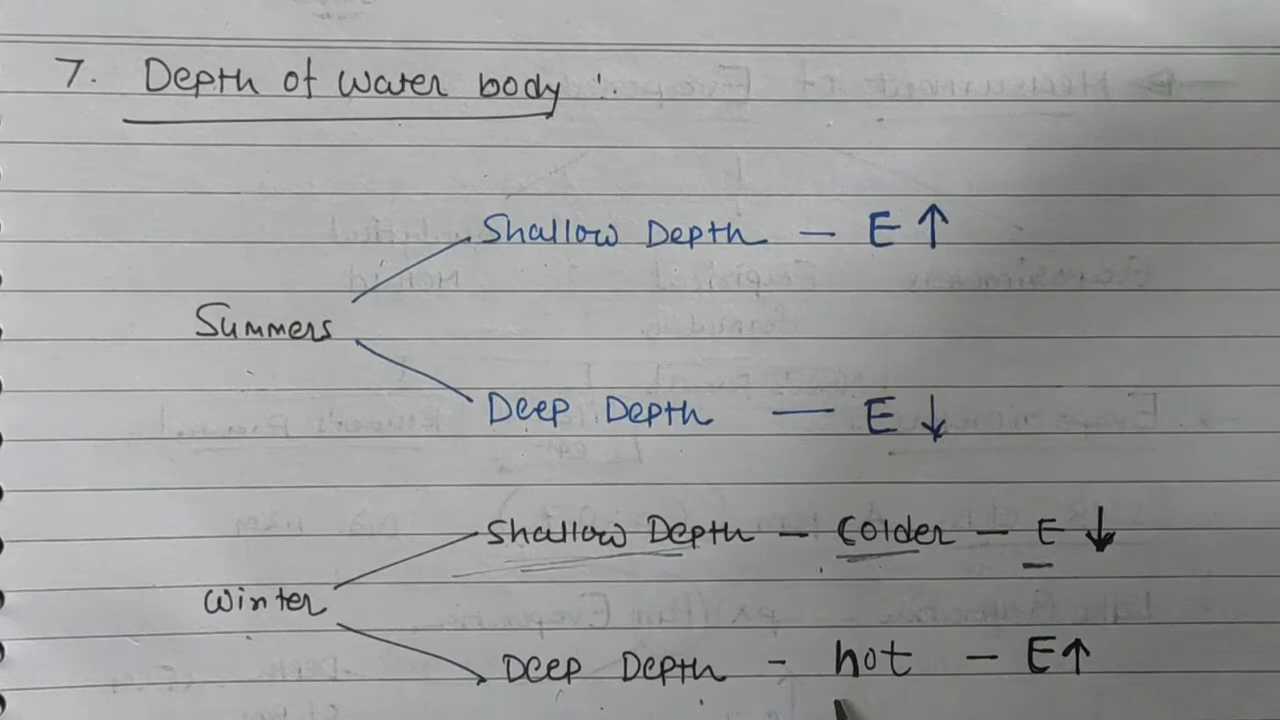 7. Depth of water body :.
Shallow Depth — E ↑
Summers
Deep Depth — E ↓
Shallow Depth — Colder — E ↓
Winter
Deep Depth - hot - E↑